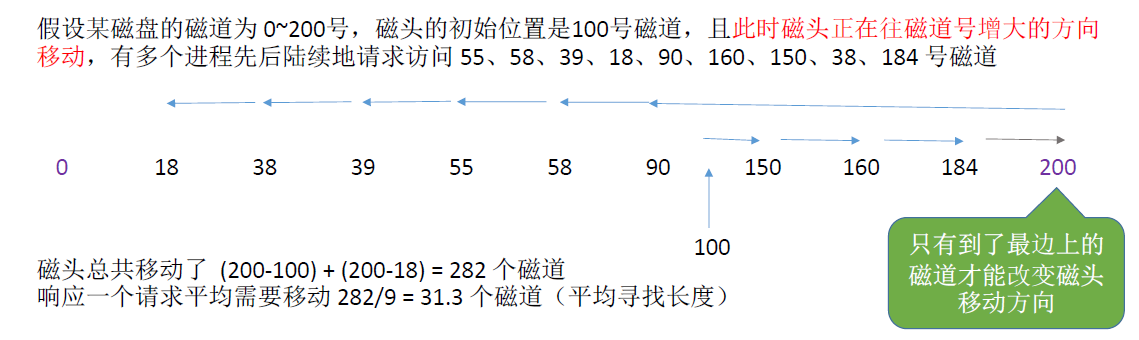 假设某磁盘的磁道为 0~200号，磁头的初始位置是100号磁道，且此时磁头正在往磁道号增大的方向
移动，有多个进程先后陆续地请求访问 55、58、39、18、90、160、150、38、184 号磁道
0 18 38 39 55 58 90 150 160 184 200
100
磁头总共移动了 (200-100) + (200-18) = 282 个磁道
响应一个请求平均需要移动 282/9 = 31.3 个磁道（平均寻找长度）
只有到了最边上的
磁道才能改变磁头
移动方向